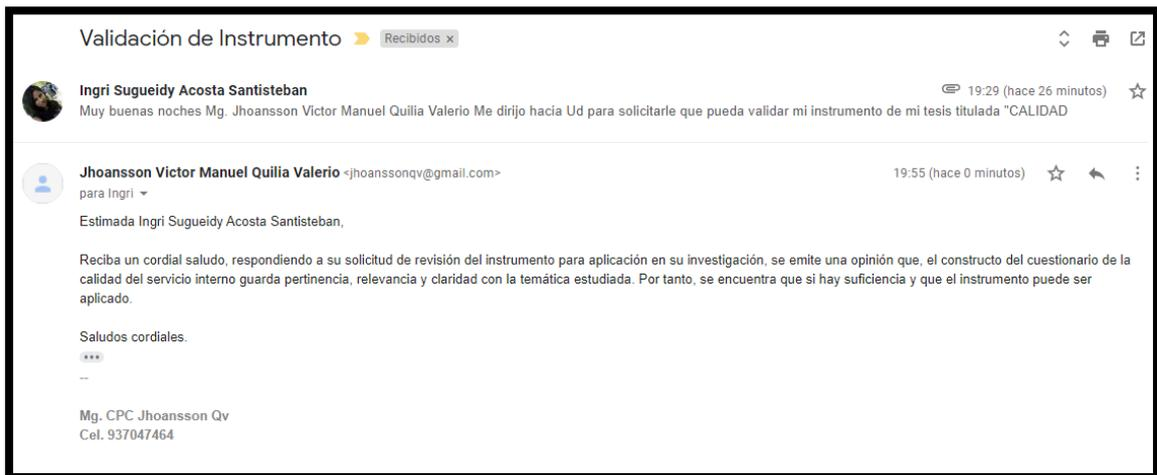 Validación de Instrumento
Recibidos ×
Ingri Sugueidy Acosta Santisteban
19:29 (hace 26 minutos)
Muy buenas noches Mg. Jhoansson Victor Manuel Quilia Valerio Me dirijo hacia Ud para solicitarle que pueda validar mi instrumento de mi tesis titulada "CALIDAD
Jhoansson Victor Manuel Quilia Valerio <jhoanssonqv@gmail.com>
19:55 (hace 0 minutos)
para Ingri
Estimada Ingri Sugueidy Acosta Santisteban,
Reciba un cordial saludo, respondiendo a su solicitud de revisión del instrumento para aplicación en su investigación, se emite una opinión que, el constructo del cuestionario de la
calidad del servicio interno guarda pertinencia, relevancia y claridad con la temática estudiada. Por tanto, se encuentra que si hay suficiencia y que el instrumento puede ser
aplicado.
Saludos cordiales.
--
Mg. CPC Jhoansson Qv
Cel. 937047464